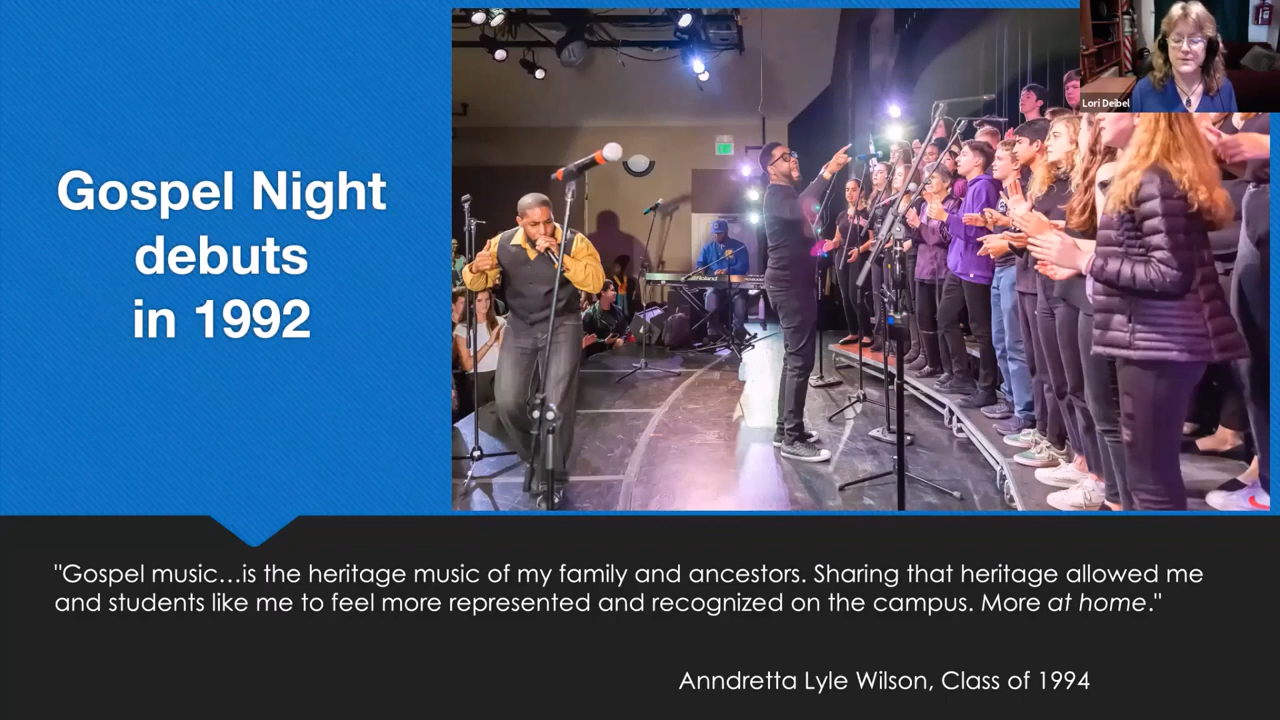 Lori Deibel
Gospel Night
debuts
in 1992
Roland
"Gospel music...is the heritage music of my family and ancestors. Sharing that heritage allowed me
and students like me to feel more represented and recognized on the campus. More at home."
Anndretta Lyle Wilson, Class of 1994